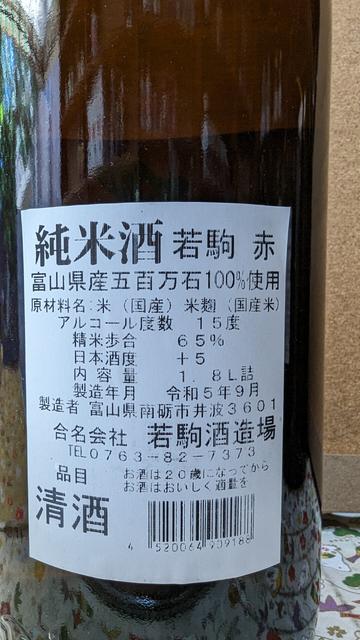 純米酒 若駒 赤
富山県産五百万石100%使用
原材料名:米(国産)米麹(国産米)
アルコール度数 15度
精米歩合 65%
日本酒度 +5
内容量 1.8L詰
製造年月 令和5年9月
製造者 富山県南砺市井波3601
合名会社 若駒酒造場
TEL0763-82-7373
品目 お酒は20歳になってから
清酒 お酒はおいしく適量を
4 520064 909186